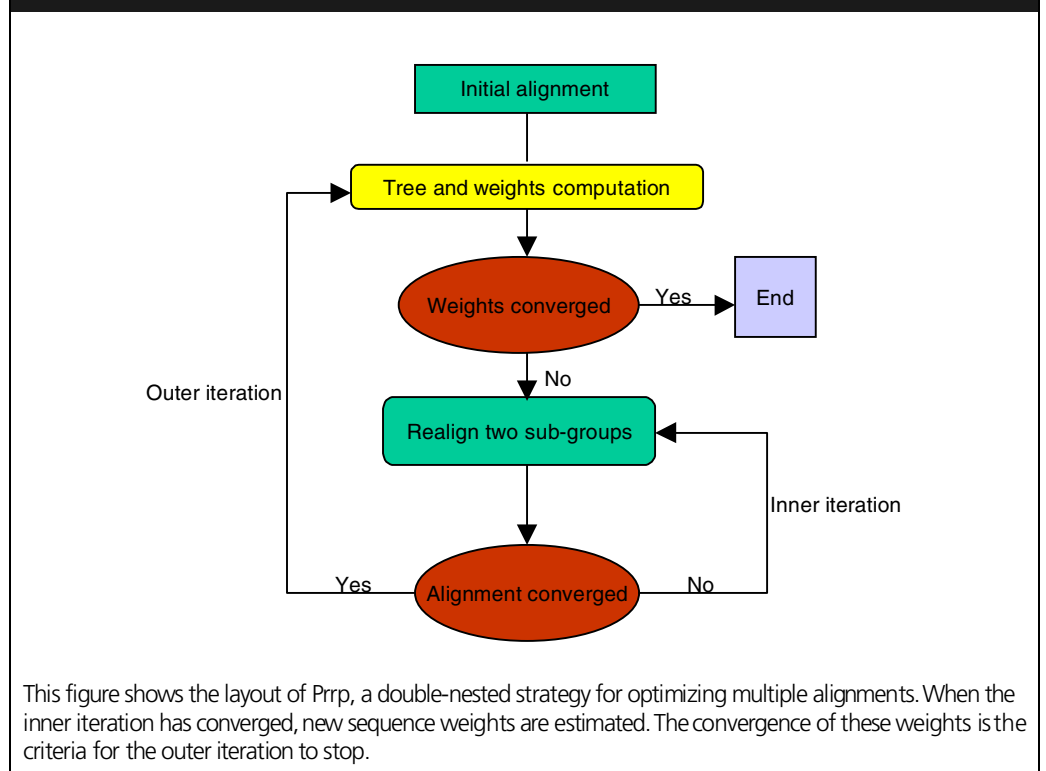 Initial alignment
Tree and weights computation
Weights converged
Yes
End
No
Outer iteration
Realign two sub-groups
Inner iteration
Yes
Alignment converged
No
This figure shows the layout of Prrp, a double-nested strategy for optimizing multiple alignments. When the
inner iteration has converged, new sequence weights are estimated. The convergence of these weights is the
criteria for the outer iteration to stop.